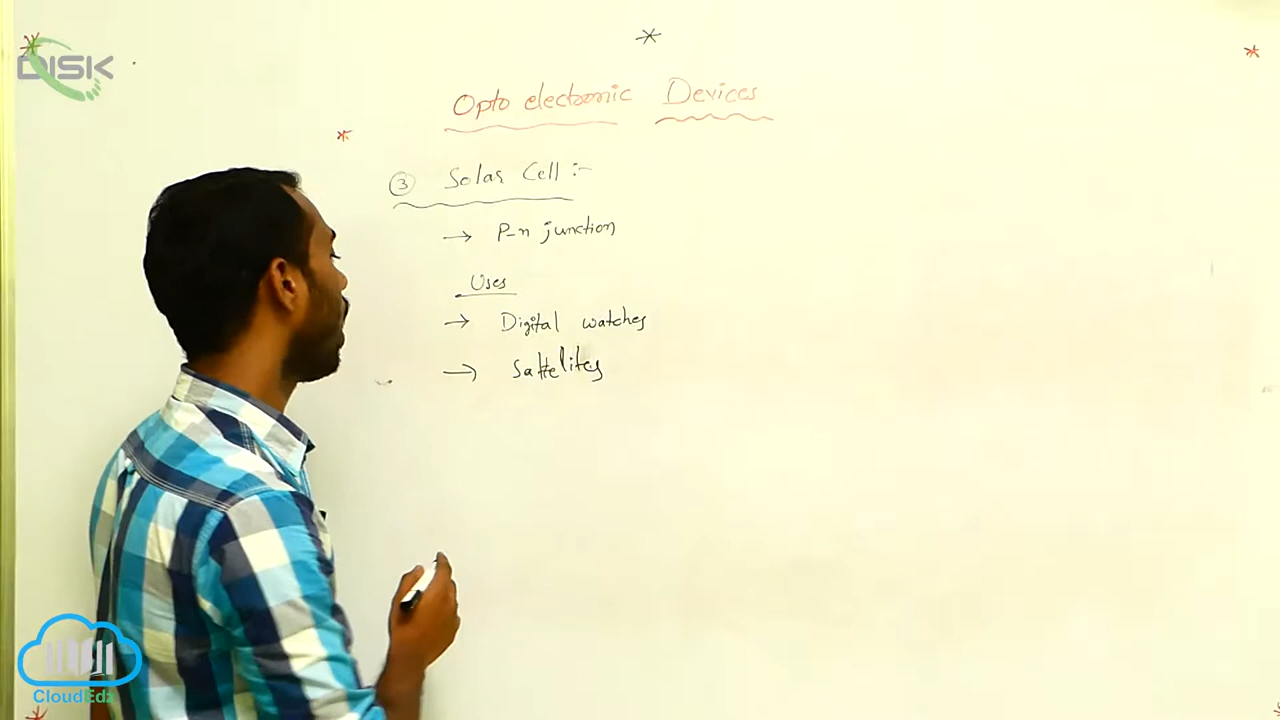 DISK
Opto electronic Devices
③ Solar Cell :-
→ P-n junction
Uses
→ Digital watches
→ Sattelites
CloudEdz